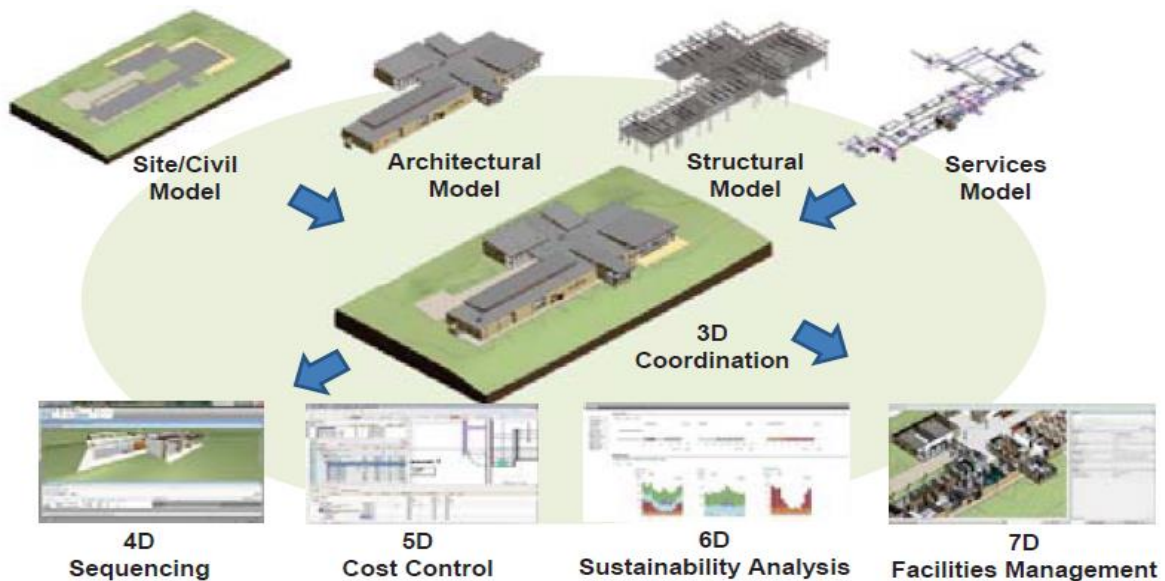 Site/Civil
Model
Architectural
Model
Structural
Model
Services
Model
3D
Coordination
4D
Sequencing
5D
Cost Control
6D
Sustainability Analysis
7D
Facilities Management